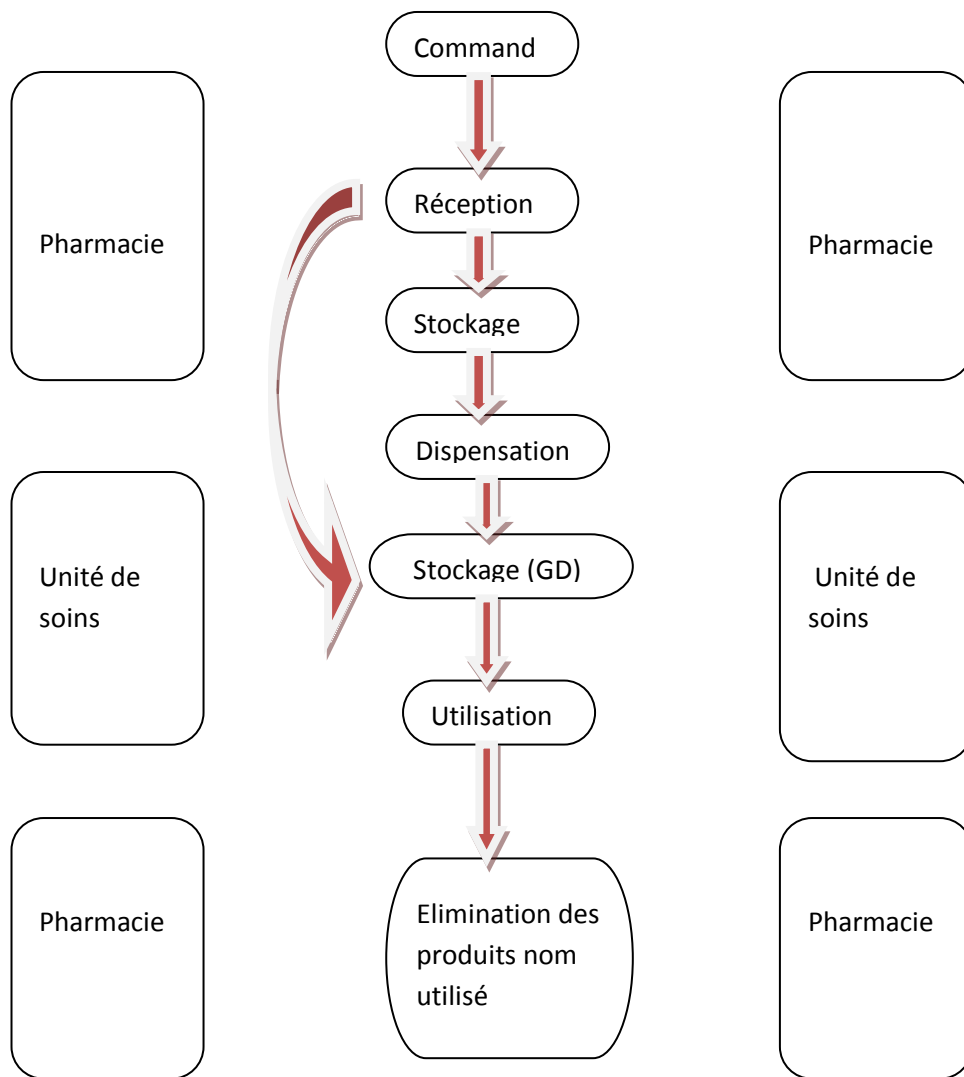 Command
Réception
Pharmacie
Pharmacie
Stockage
Dispensation
Unité de
soins
Stockage (GD)
Unité de
soins
Utilisation
Pharmacie
Elimination des
produits nom
utilisé
Pharmacie